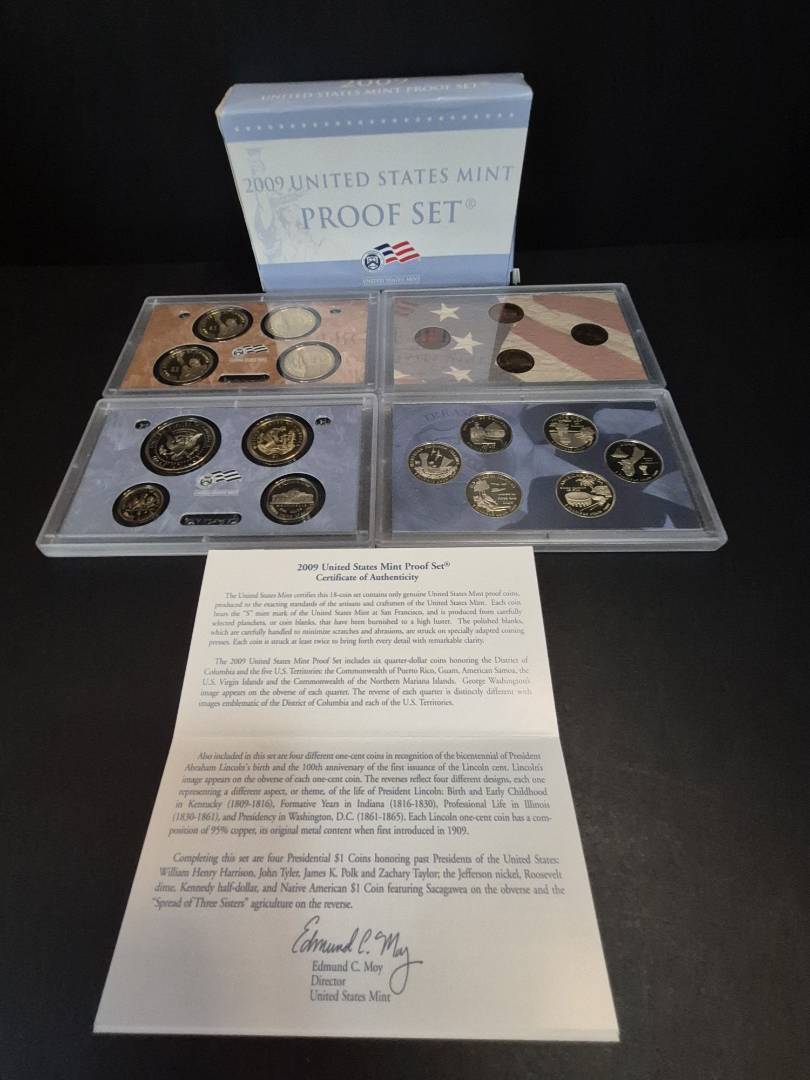 2009
UNITED STATES MINT PROOF SET®
2009 UNITED STATES MINT
PROOF SET®
UNITED STATES MINT
2009 United States Mint Proof Set®
Certificate of Authenticity
The United States Mint certifies this 18-coin set contains only genuine United States Mint proof coins,
produced to the exacting standards of the artisans and craftsmen of the United States Mint. Each coin
bears the "S" mint mark of the United States Mint at San Francisco, and is produced from carefully
selected planchets, or coin blanks, that have been burnished to a high luster. The polished blanks,
which are carefully handled to minimize scratches and abrasions, are struck on specially adapted coining
presses. Each coin is struck at least twice to bring forth every detail with remarkable clarity.
The 2009 United States Mint Proof Set includes six quarter-dollar coins honoring the District of
Columbia and the five U.S. Territories: the Commonwealth of Puerto Rico, Guam, American Samoa, the
U.S. Virgin Islands and the Commonwealth of the Northern Mariana Islands. George Washington's
image appears on the obverse of each quarter. The reverse of each quarter is distinctly different with
images emblematic of the District of Columbia and each of the U.S. Territories.
Also included in this set are four different one-cent coins in recognition of the bicentennial of President
Abraham Lincoln's birth and the 100th anniversary of the first issuance of the Lincoln cent. Lincoln's
image appears on the obverse of each one-cent coin. The reverses reflect four different designs, each one
representing a different aspect, or theme, of the life of President Lincoln: Birth and Early Childhood
in Kentucky (1809-1816), Formative Years in Indiana (1816-1830), Professional Life in Illinois
(1830-1861), and Presidency in Washington, D.C. (1861-1865). Each Lincoln one-cent coin has a com-
position of 95% copper, its original metal content when first introduced in 1909.
Completing this set are four Presidential $1 Coins honoring past Presidents of the United States:
William Henry Harrison, John Tyler, James K. Polk and Zachary Taylor; the Jefferson nickel, Roosevelt
dime, Kennedy half-dollar, and Native American $1 Coin featuring Sacagawea on the obverse and the
"Spread of Three Sisters" agriculture on the reverse.
Edmund C. Moy
Edmund C. Moy
Director
United States Mint